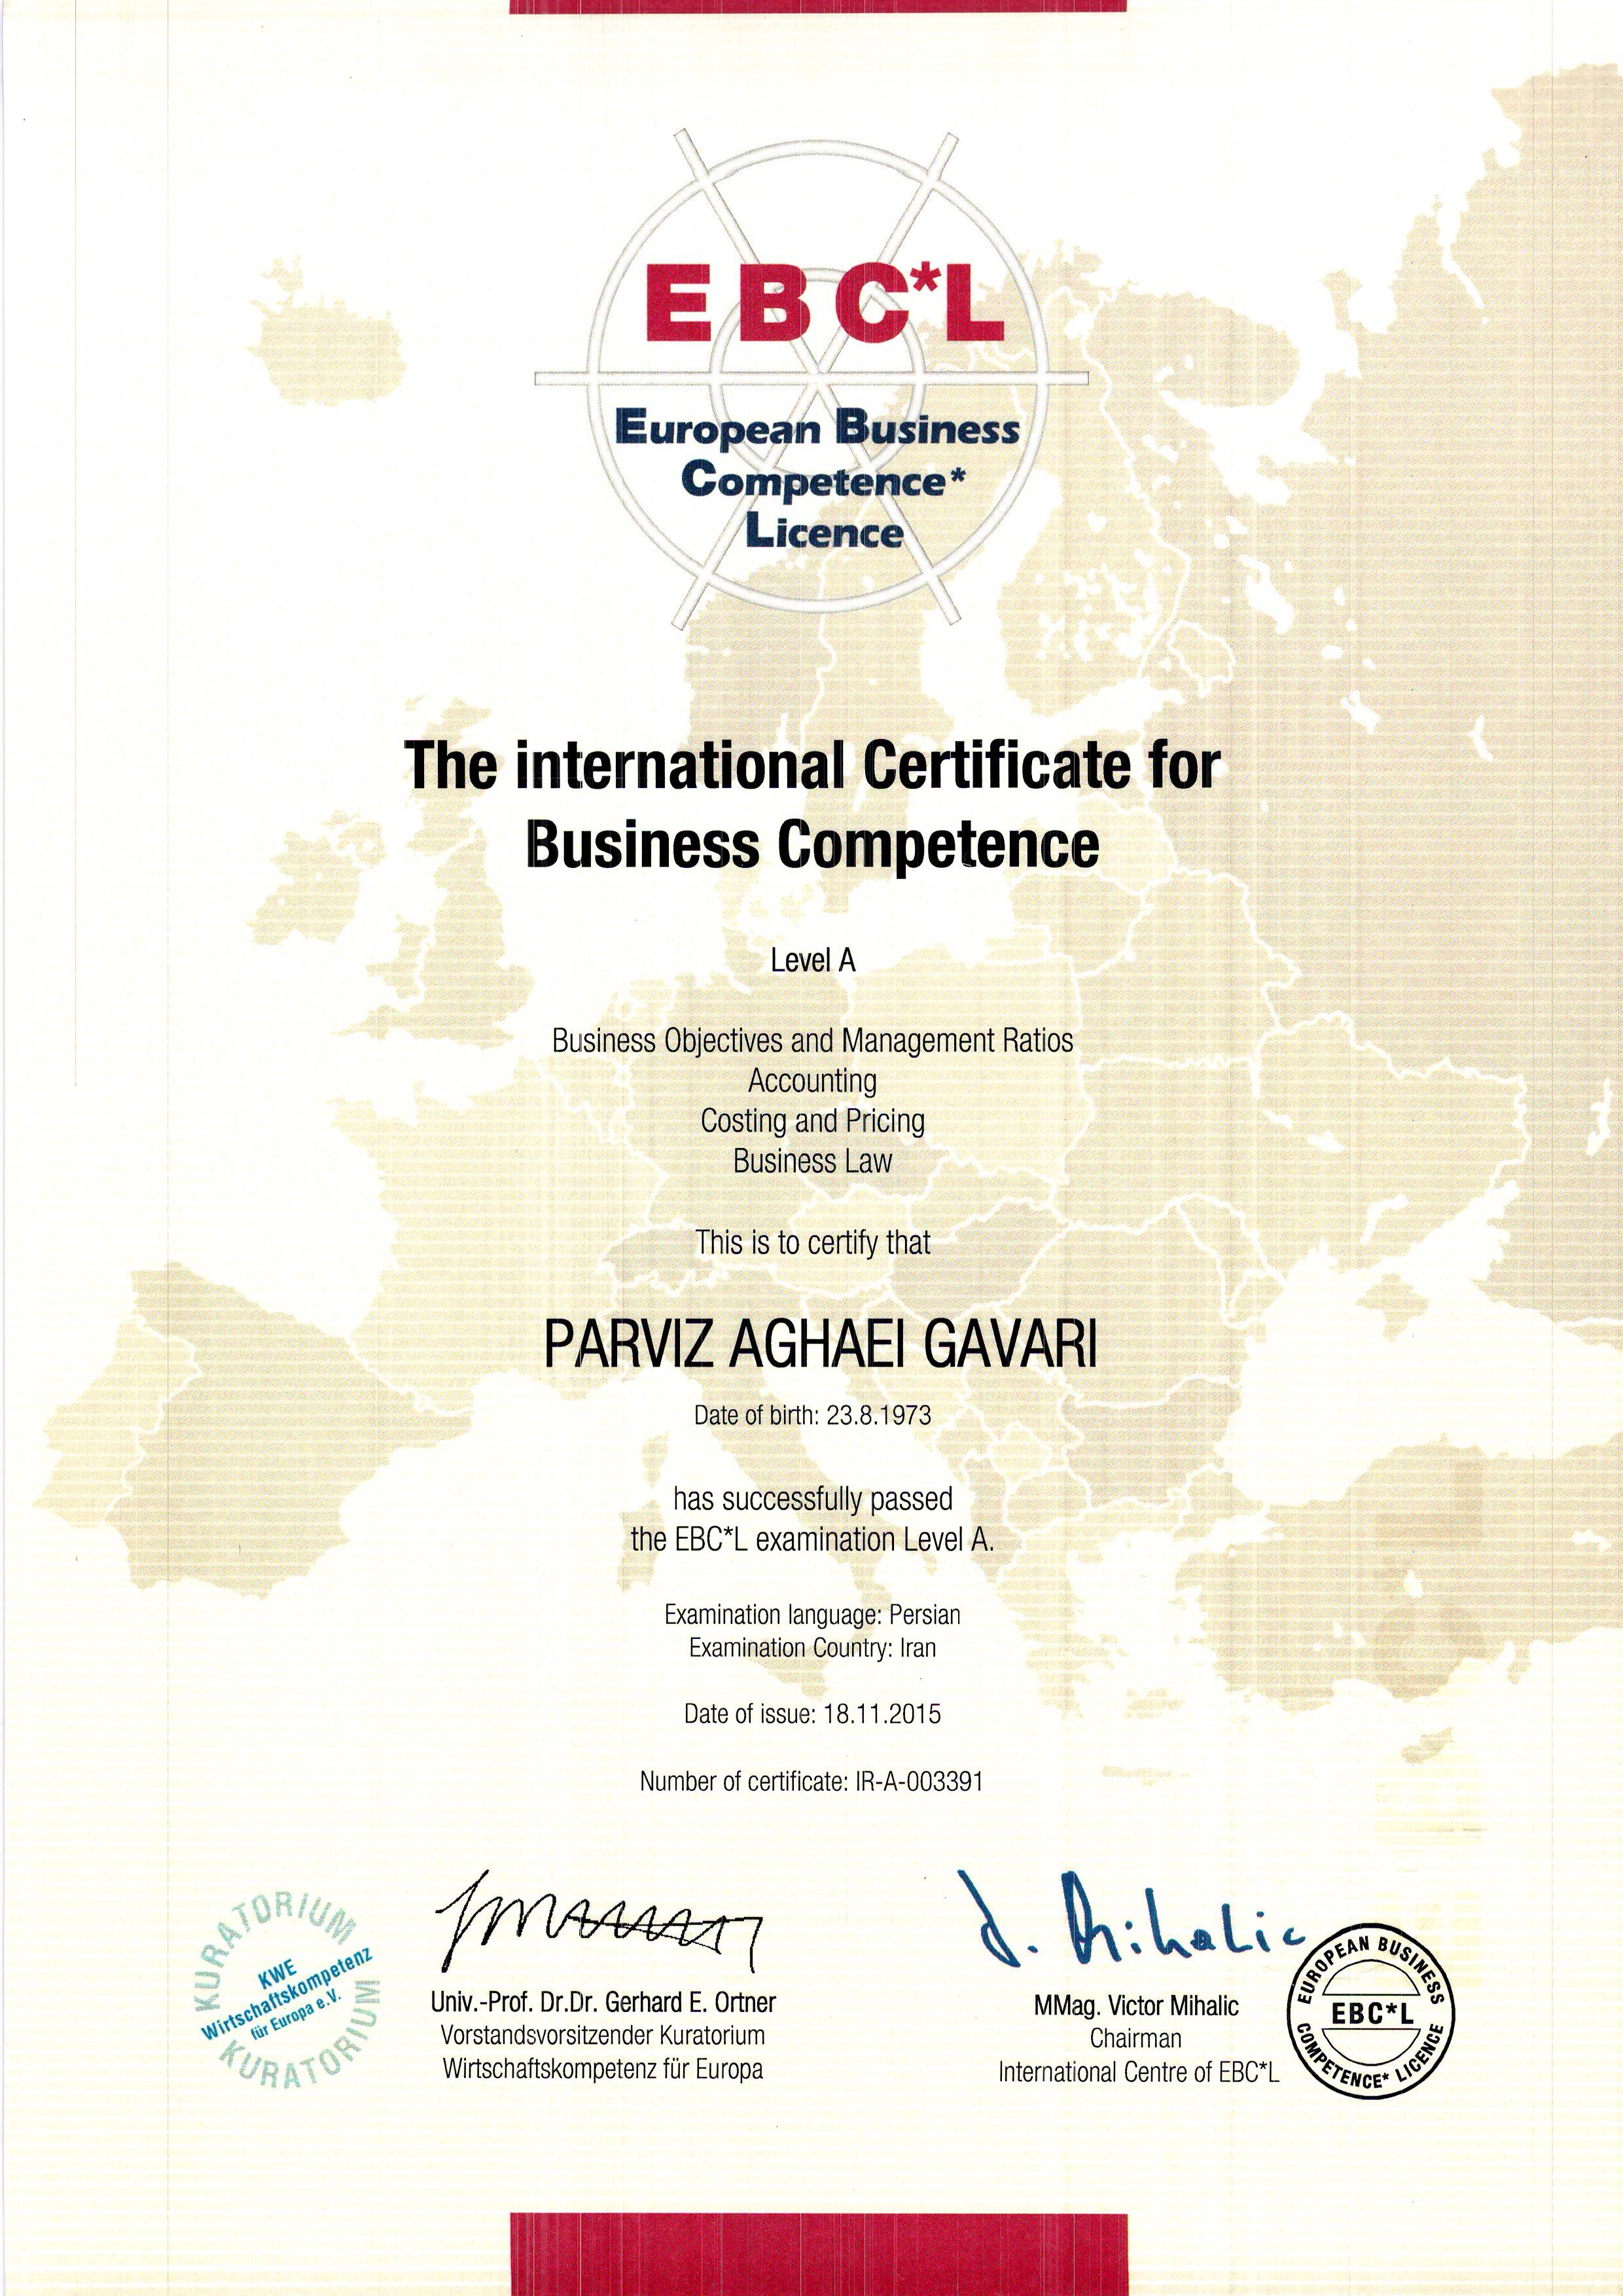 EBC*L
European Business
Competence*
Licence
The international Certificate for
Business Competence
Level A
Business Objectives and Management Ratios
Accounting
Costing and Pricing
Business Law
This is to certify that
PARVIZ AGHAEI GAVARI
Date of birth: 23.8.1973
has successfully passed
the EBC*L examination Level A.
Examination language: Persian
Examination Country: Iran
Date of issue: 18.11.2015
Number of certificate: IR-A-003391
KURATORIUM
KWE
Wirtschaftskompetenz
für Europa e.V.
KURATORIUM
Univ.-Prof. Dr.Dr. Gerhard E. Ortner
Vorstandsvorsitzender Kuratorium
Wirtschaftskompetenz für Europa
V. Mihalic
MMag. Victor Mihalic
Chairman
International Centre of EBC*L
EUROPEAN BUSINESS
EBC*L
COMPETENCE* LICENCE